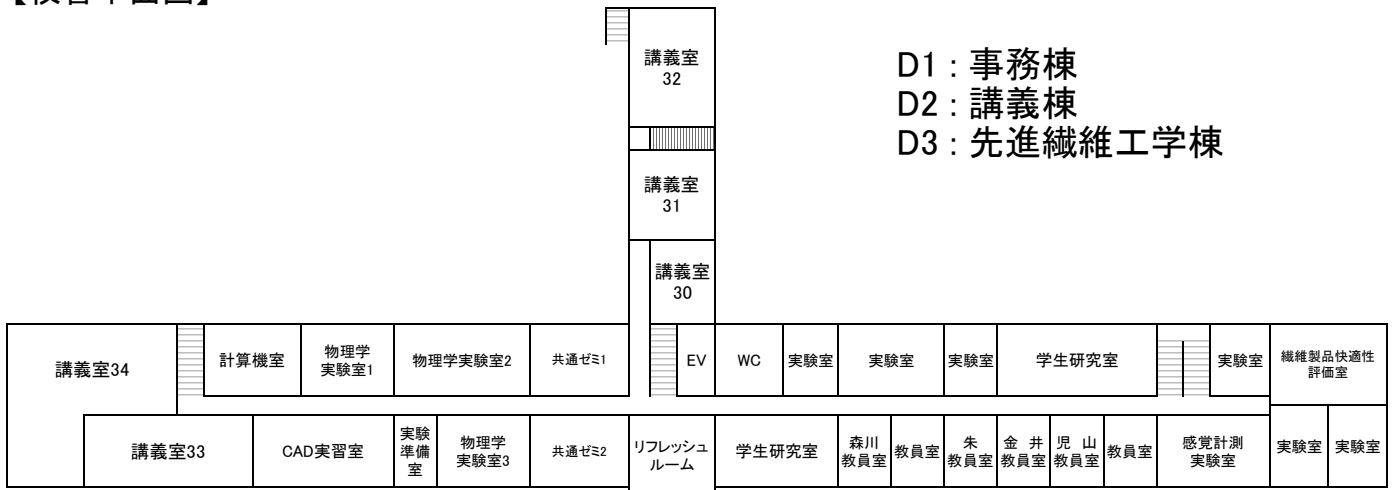 講義室
32
D1 : 事務棟
D2 : 講義棟
D3 : 先進繊維工学棟
講義室
31
講義室
30
講義室34
計算機室
物理学
実験室1
物理学実験室2
共通ゼミ1
EV
WC
実験室
実験室
実験室
学生研究室
実験室
繊維製品快適性
評価室
講義室33
CAD実習室
実験
準備
室
物理学
実験室3
共通ゼミ2
リフレッシュ
ルーム
学生研究室
森川
教員室
教員室
朱
教員室
金 井
教員室
児 山
教員室
教員室
感覚計測
実験室
実験室
実験室